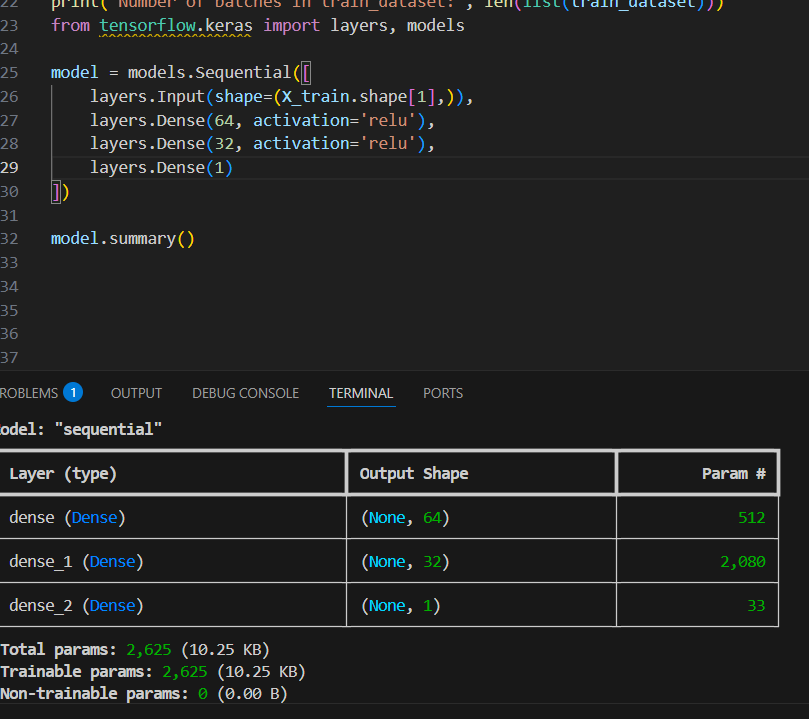 22 print("Number of batches in train_dataset:", len(list(train_dataset)))
23 from tensorflow.keras import layers, models
24
25 model = models.Sequential([
26     layers.Input(shape=(X_train.shape[1],)),
27     layers.Dense(64, activation='relu'),
28     layers.Dense(32, activation='relu'),
29     layers.Dense(1)
30 ])
31
32 model.summary()
33
34
35
36
37
ROBLEMS 1 OUTPUT DEBUG CONSOLE TERMINAL PORTS
odel: "sequential"
Layer (type) Output Shape Param #
dense (Dense) (None, 64) 512
dense_1 (Dense) (None, 32) 2,080
dense_2 (Dense) (None, 1) 33
Total params: 2,625 (10.25 KB)
Trainable params: 2,625 (10.25 KB)
Non-trainable params: 0 (0.00 B)